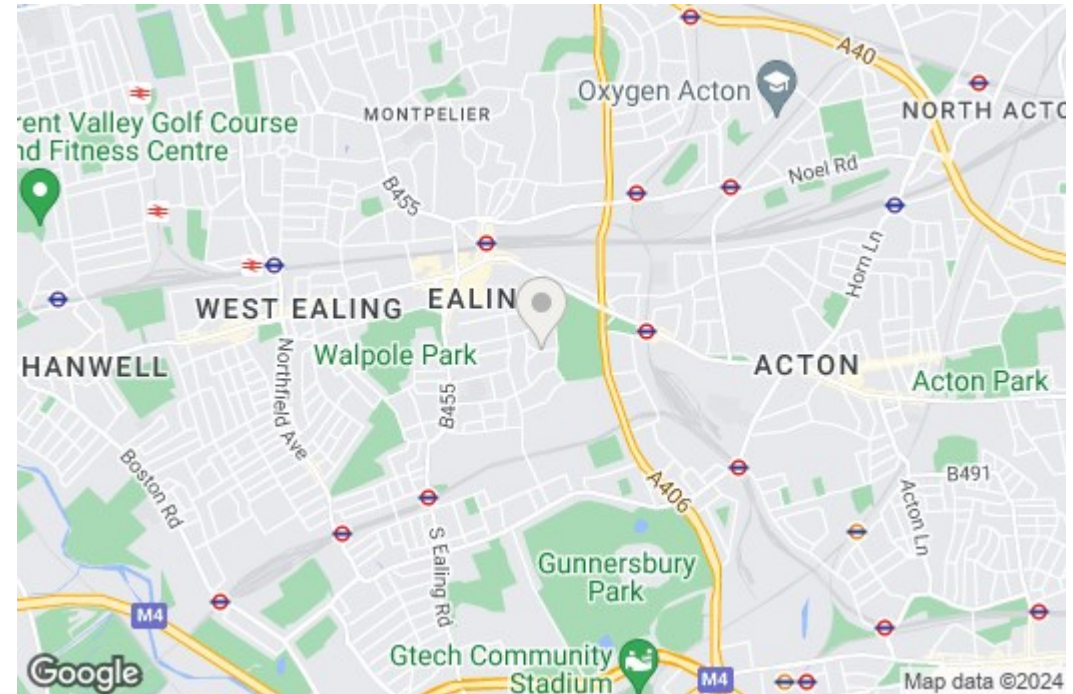 A40
Oxygen Acton
NORTH ACTO
MONTPELIER
rent Valley Golf Course
nd Fitness Centre
Noel Rd
B455
Horn Ln
WEST EALING
EALIN
HANWELL
Walpole Park
ACTON
Acton Park
Northfield Ave
B455
Boston Rd
B491
A406
Acton Ln
S Ealing Rd
Gunnersbury
Park
M4
Gtech Community
Stadium
M4
Google
Map data ©2024